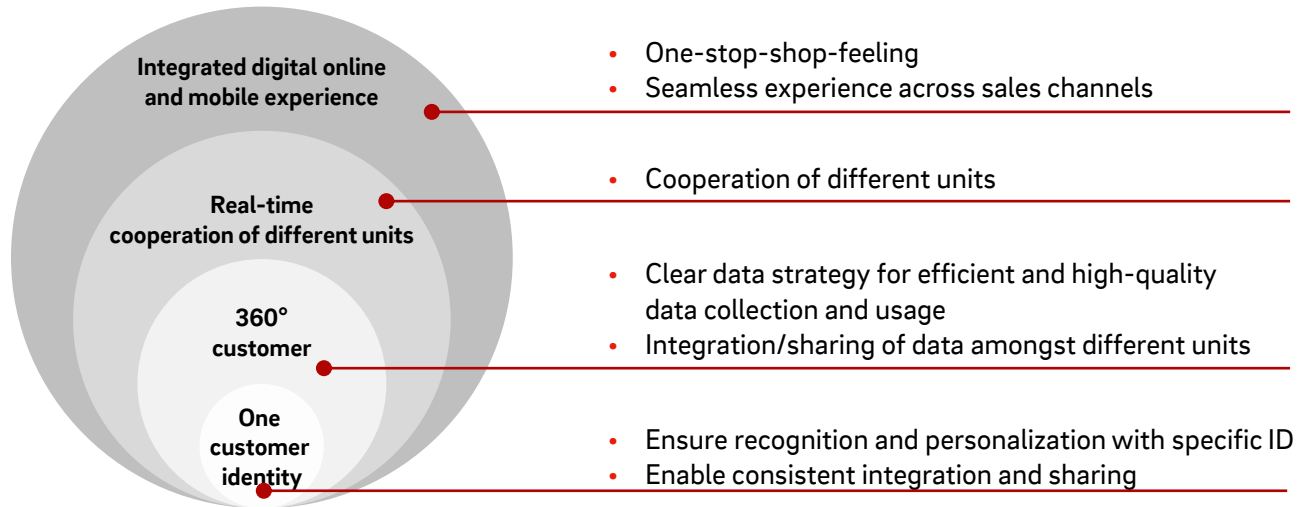 Integrated digital online
and mobile experience
• One-stop-shop-feeling
• Seamless experience across sales channels
Real-time
cooperation of different units
• Cooperation of different units
360°
customer
• Clear data strategy for efficient and high-quality
data collection and usage
• Integration/sharing of data amongst different units
One
customer
identity
• Ensure recognition and personalization with specific ID
• Enable consistent integration and sharing